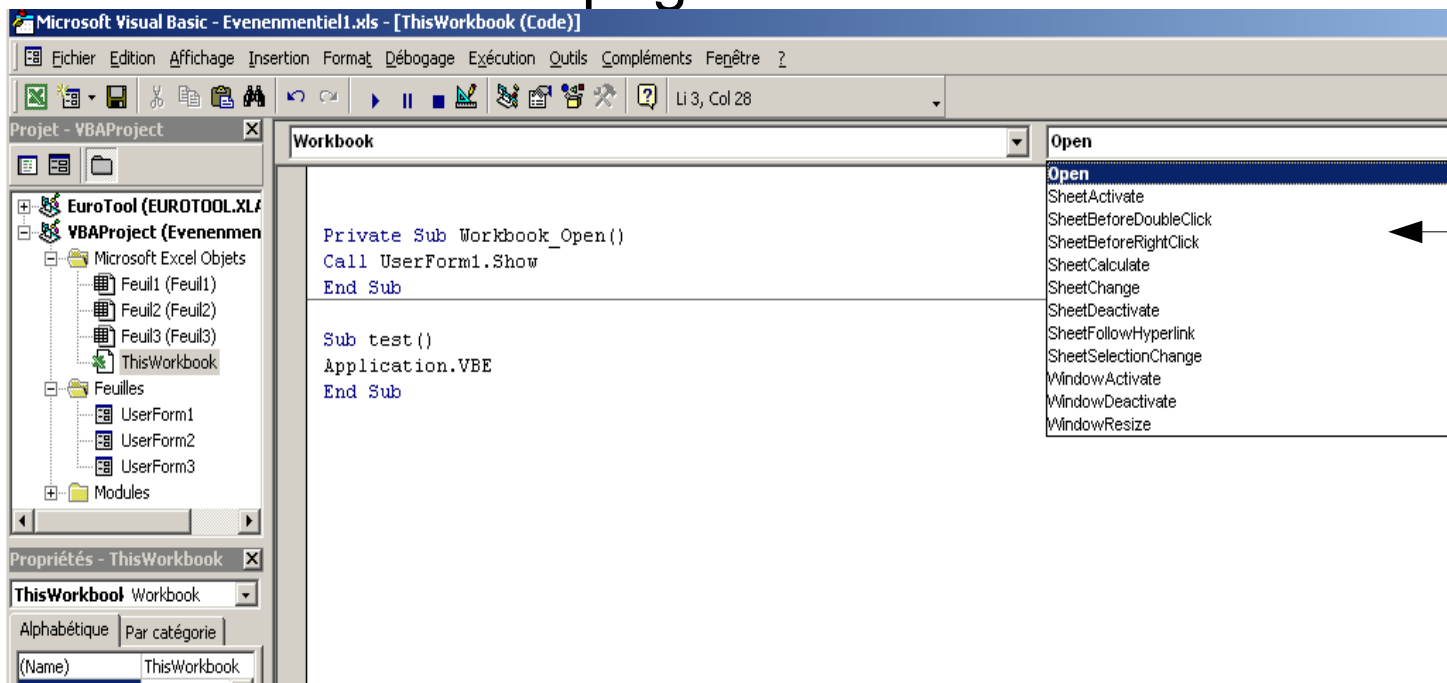 Microsoft Visual Basic - Evenenmentiel1.xls - [ThisWorkbook (Code)]
Fichier Edition Affichage Insertion Format Débogage Exécution Outils Compléments Fenêtre ?
Li 3, Col 28
Projet - VBAProject
Workbook
Open
EuroTool (EUROTOOL.XLA
VBAProject (Evenenmen
Microsoft Excel Objets
Feuil1 (Feuil1)
Feuil2 (Feuil2)
Feuil3 (Feuil3)
ThisWorkbook
Feuilles
UserForm1
UserForm2
UserForm3
Modules
Private Sub Workbook_Open()
Call UserForm1.Show
End Sub
Sub test()
Application.VBE
End Sub
Open
SheetActivate
SheetBeforeDoubleClick
SheetBeforeRightClick
SheetCalculate
SheetChange
SheetDeactivate
SheetFollowHyperlink
SheetSelectionChange
WindowActivate
WindowDeactivate
WindowResize
Propriétés - ThisWorkbook
ThisWorkbook Workbook
Alphabétique Par catégorie
(Name) ThisWorkbook